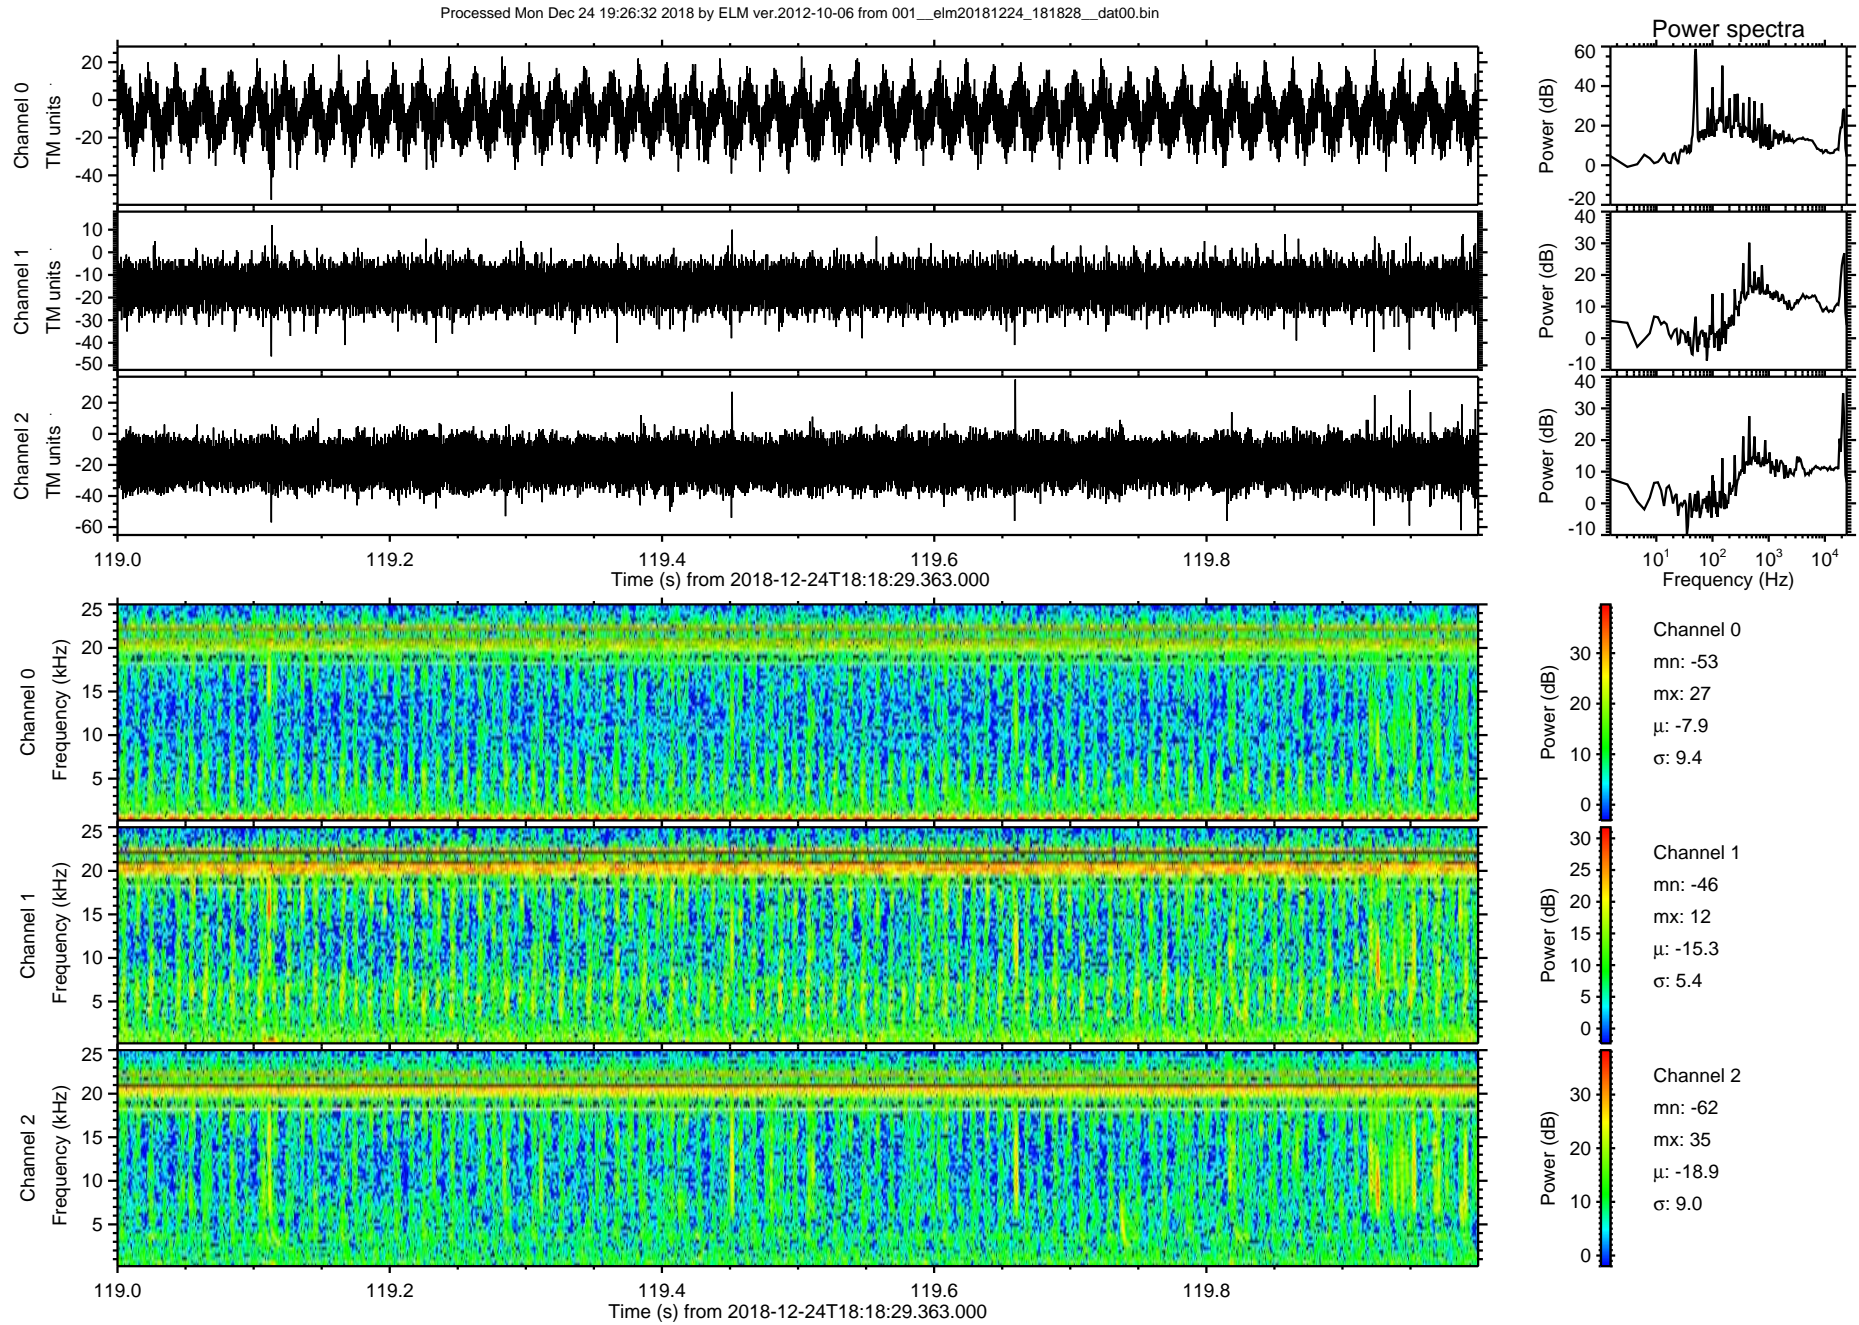 Processed Mon Dec 24 19:26:32 2018 by ELM ver.2012-10-06 from 001__elm20181224_181828__dat00.bin
Power spectra
Channel 0
TM units
20
0
-20
-40
Power (dB)
60
40
20
0
-20
Channel 1
TM units
10
0
-10
-20
-30
-40
-50
Power (dB)
40
30
20
10
0
-10
Channel 2
TM units
20
0
-20
-40
-60
Power (dB)
40
30
20
10
0
-10
119.0 119.2 119.4 119.6 119.8
Time (s) from 2018-12-24T18:18:29.363.000
10¹ 10² 10³ 10⁴
Frequency (Hz)
Channel 0
Frequency (kHz)
25
20
15
10
5
Power (dB)
30
20
10
0
Channel 0
mn: -53
mx: 27
μ: -7.9
σ: 9.4
Channel 1
Frequency (kHz)
25
20
15
10
5
Power (dB)
30
25
20
15
10
5
0
Channel 1
mn: -46
mx: 12
μ: -15.3
σ: 5.4
Channel 2
Frequency (kHz)
25
20
15
10
5
Power (dB)
30
20
10
0
Channel 2
mn: -62
mx: 35
μ: -18.9
σ: 9.0
119.0 119.2 119.4 119.6 119.8
Time (s) from 2018-12-24T18:18:29.363.000